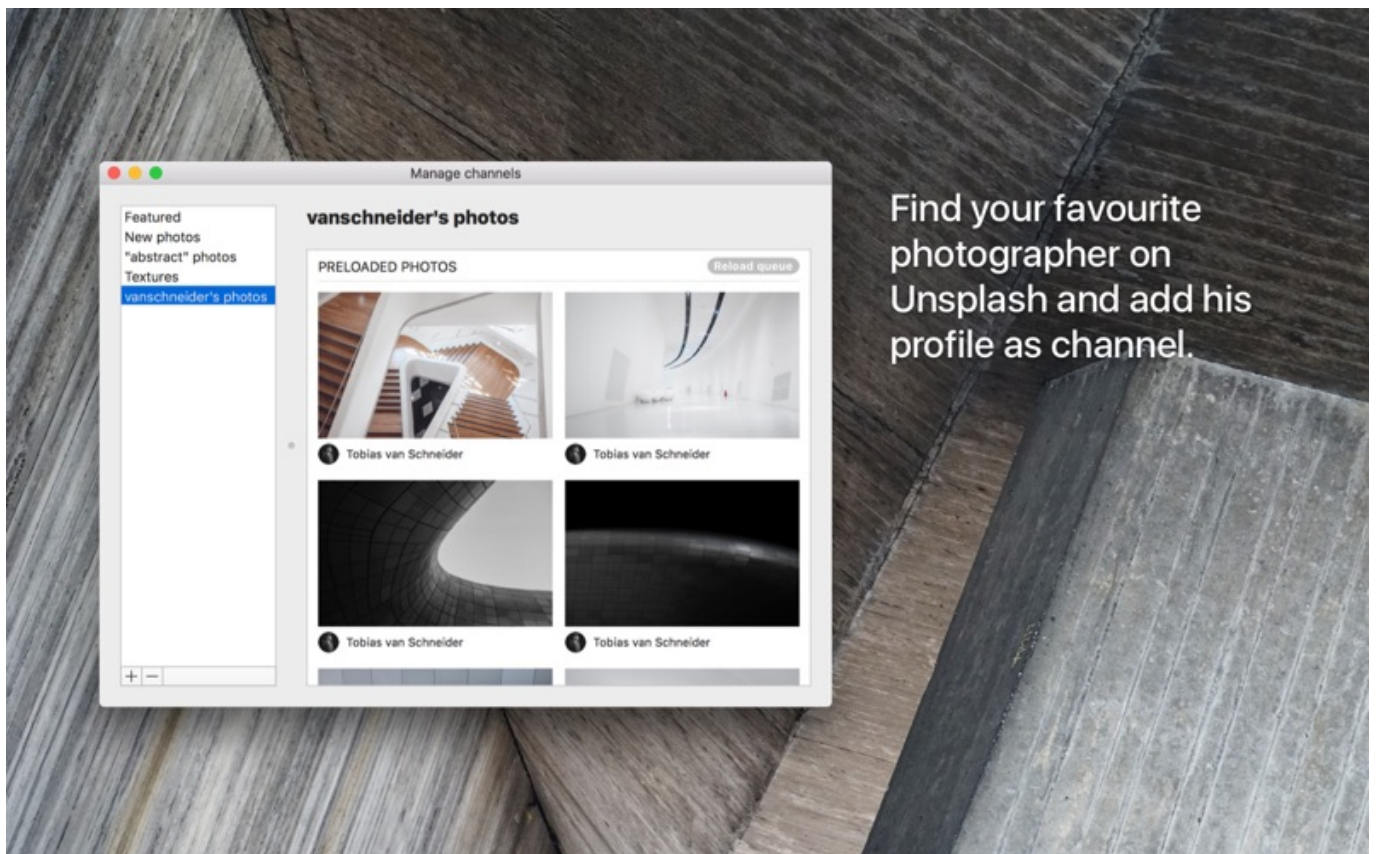 Manage channels
Featured
New photos
"abstract" photos
Textures
vanschneider's photos
vanschneider's photos
PRELOADED PHOTOS
Reload queue
Tobias van Schneider
Tobias van Schneider
Tobias van Schneider
Tobias van Schneider
Find your favourite
photographer on
Unsplash and add his
profile as channel.